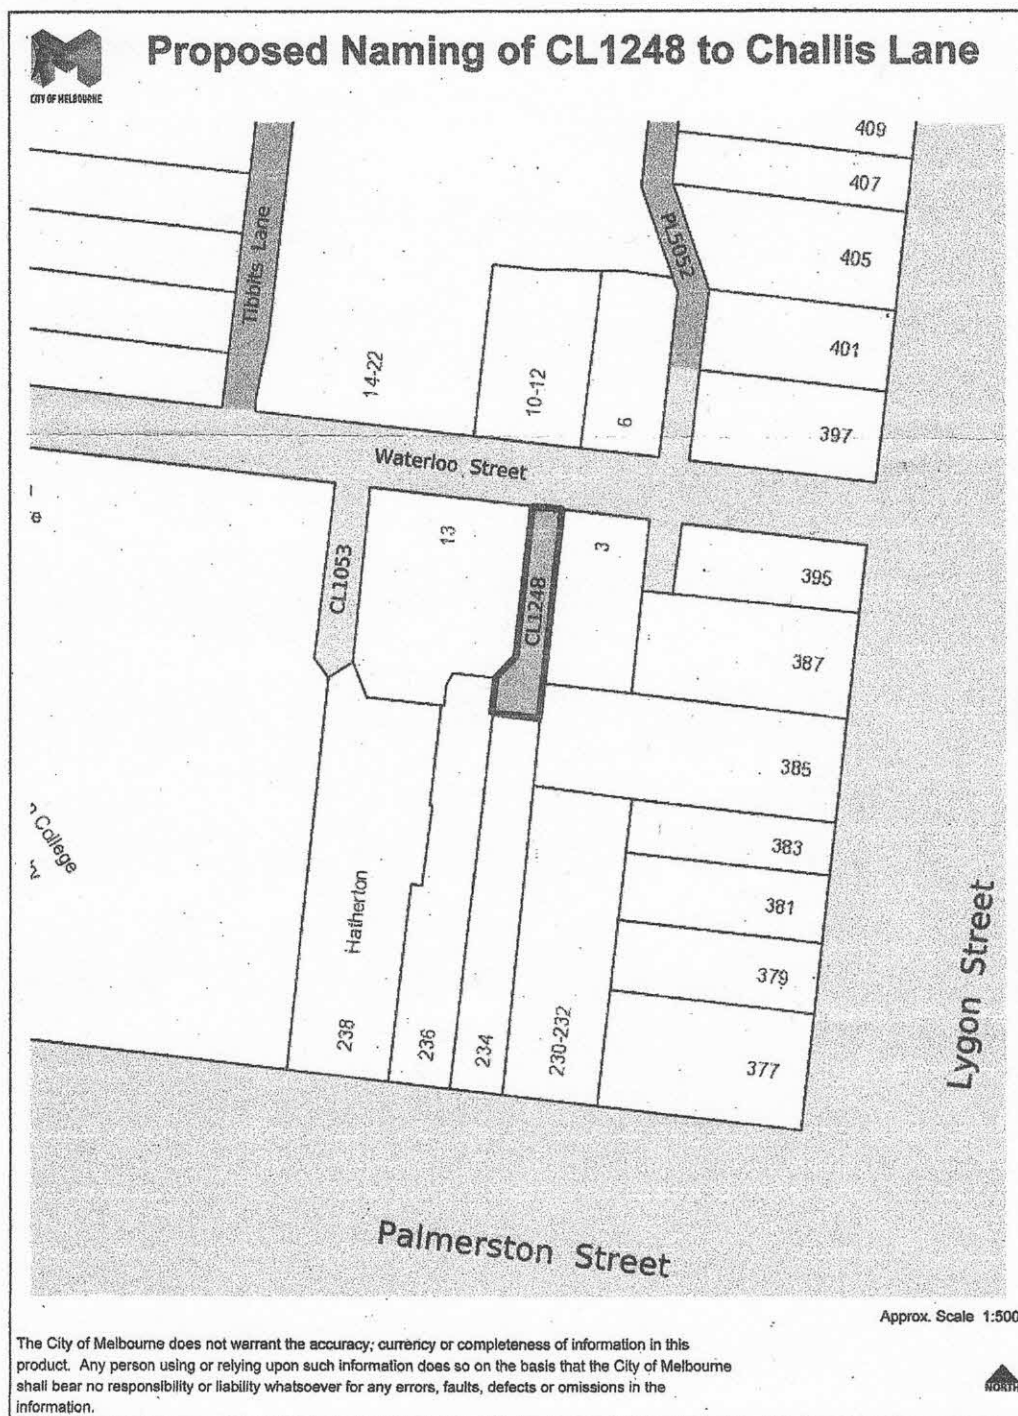 Proposed Naming of CL1248 to Challis Lane
CITY OF MELBOURNE
409
407
405
401
397
Tibbits Lane
PL5052
14-22
10-12
6
Waterloo Street
CL1053
13
CL1248
3
395
387
385
383
381
379
377
College
Hatherton
238
236
234
230-232
Lygon Street
Palmerston Street
Approx. Scale 1:500
The City of Melbourne does not warrant the accuracy; currency or completeness of information in this
product. Any person using or relying upon such information does so on the basis that the City of Melbourne
shall bear no responsibility or liability whatsoever for any errors, faults, defects or omissions in the
information.
NORTH